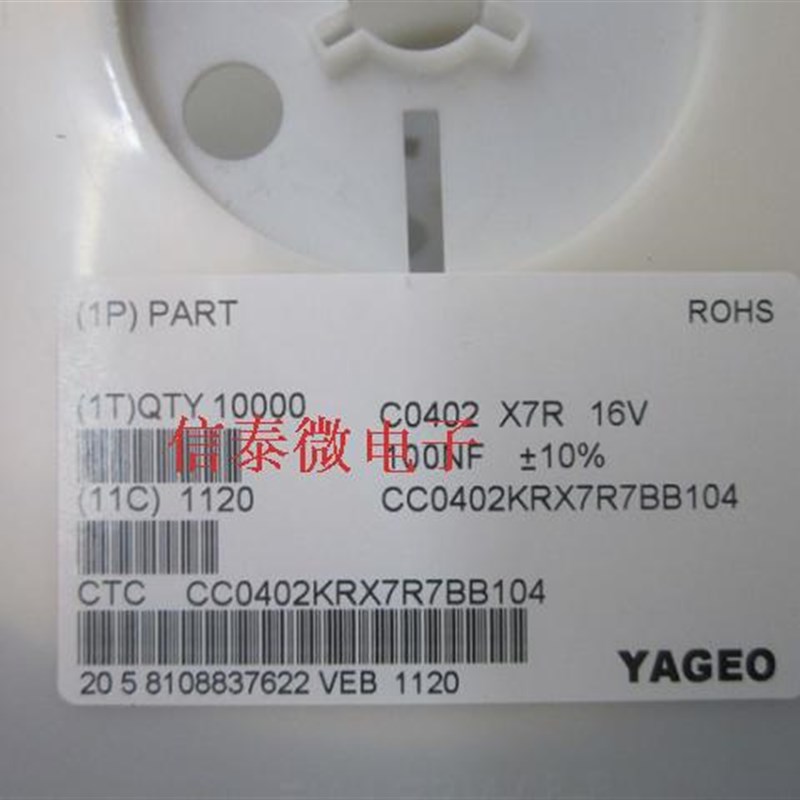 (1P) PART
ROHS
(1T)QTY 10000
C0402 X7R 16V
信泰微电子
100NF ±10%
(11C) 1120
CC0402KRX7R7BB104
CTC CC0402KRX7R7BB104
YAGEO
20 5 8108837622 VEB 1120